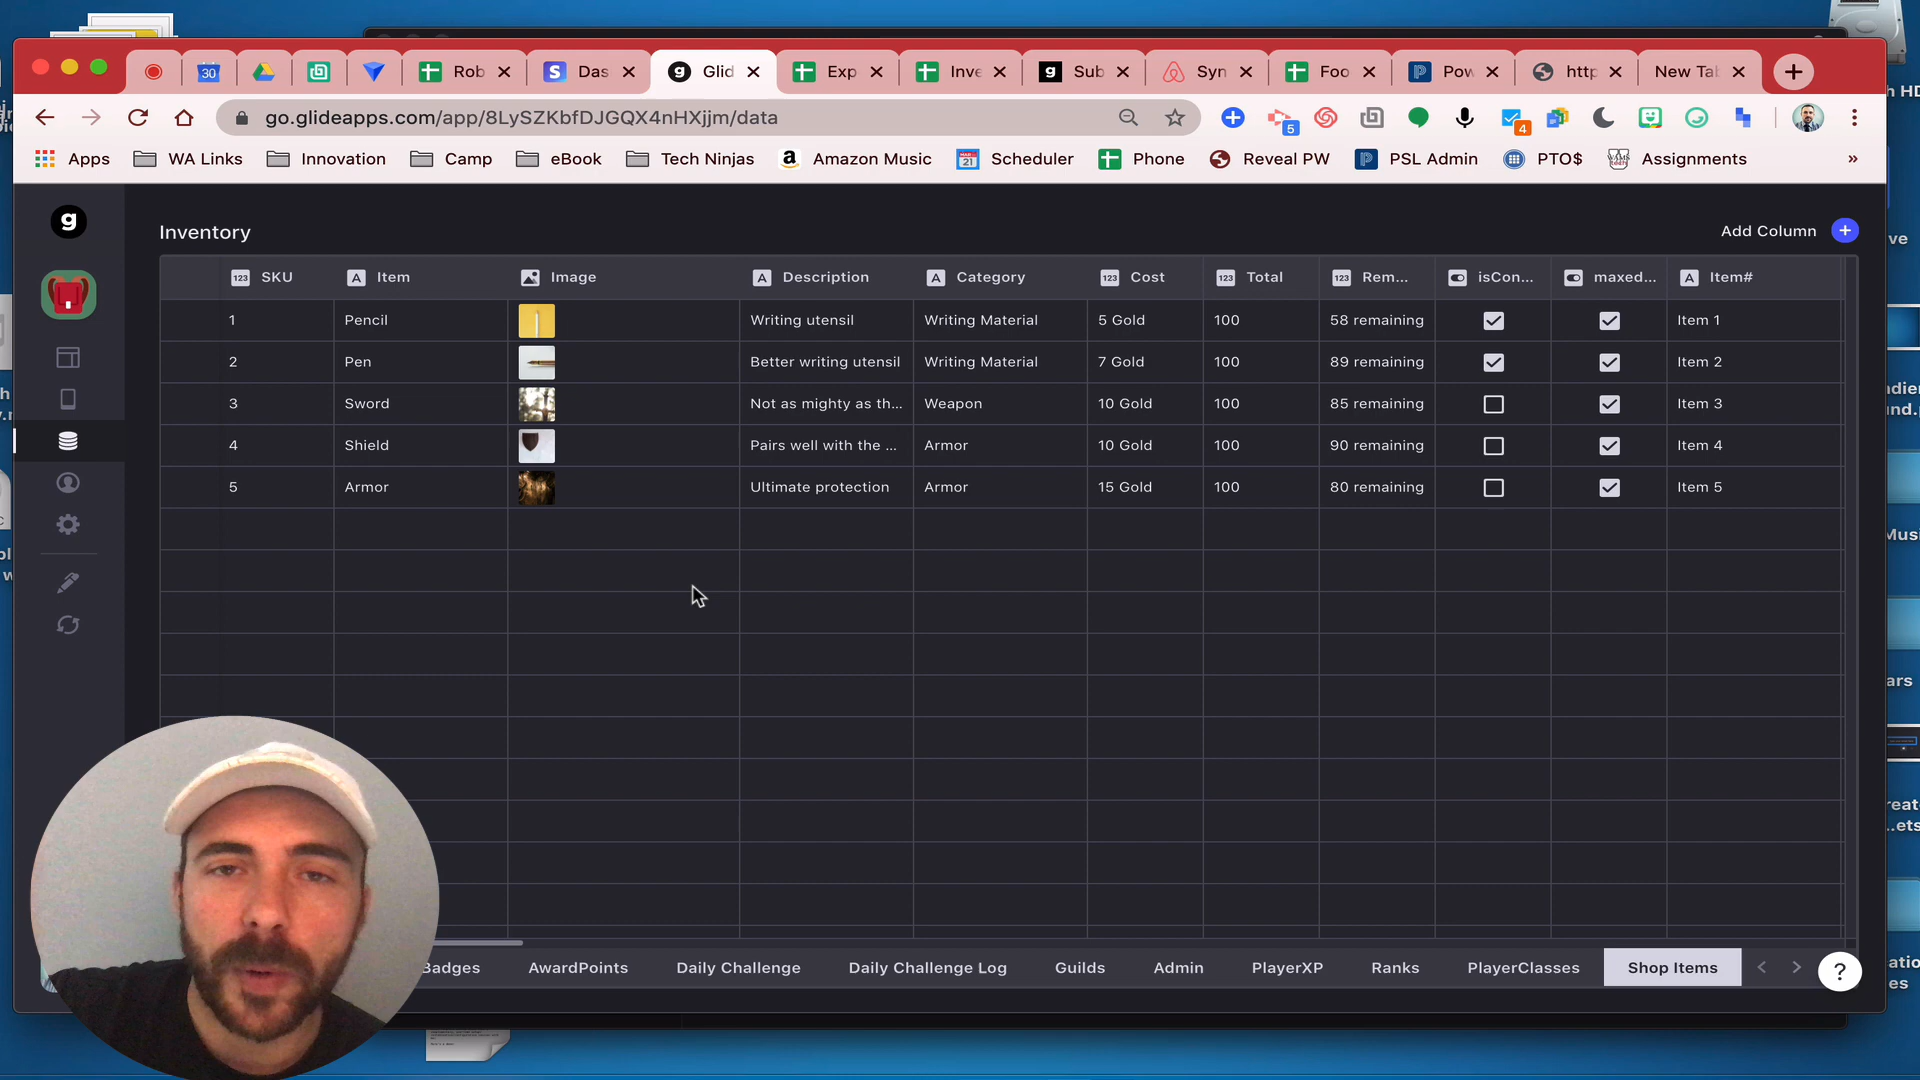 30
Rob
Das
Glid
Exp
Inve
Sub
Syn
Foo
Pow
http
New Tab
go.glideapps.com/app/8LySZKbfDJGQX4nHXjjm/data
5
4
Apps
WA Links
Innovation
Camp
eBook
Tech Ninjas
Amazon Music
Scheduler
Phone
Reveal PW
PSL Admin
PTO$
Assignments
»
Inventory
Add Column
SKU Item Image Description Category Cost Total Rem... isCon... maxed... Item#
1 Pencil Writing utensil Writing Material 5 Gold 100 58 remaining Item 1
2 Pen Better writing utensil Writing Material 7 Gold 100 89 remaining Item 2
3 Sword Not as mighty as th... Weapon 10 Gold 100 85 remaining Item 3
4 Shield Pairs well with the ... Armor 10 Gold 100 90 remaining Item 4
5 Armor Ultimate protection Armor 15 Gold 100 80 remaining Item 5
Badges AwardPoints Daily Challenge Daily Challenge Log Guilds Admin PlayerXP Ranks PlayerClasses Shop Items
?